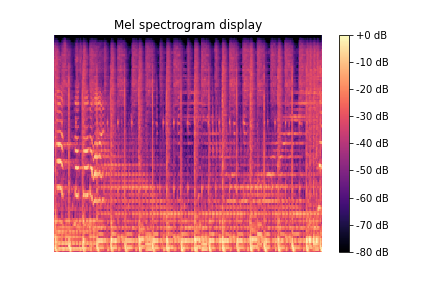 Mel spectrogram display
+0 dB
-10 dB
-20 dB
-30 dB
-40 dB
-50 dB
-60 dB
-70 dB
-80 dB